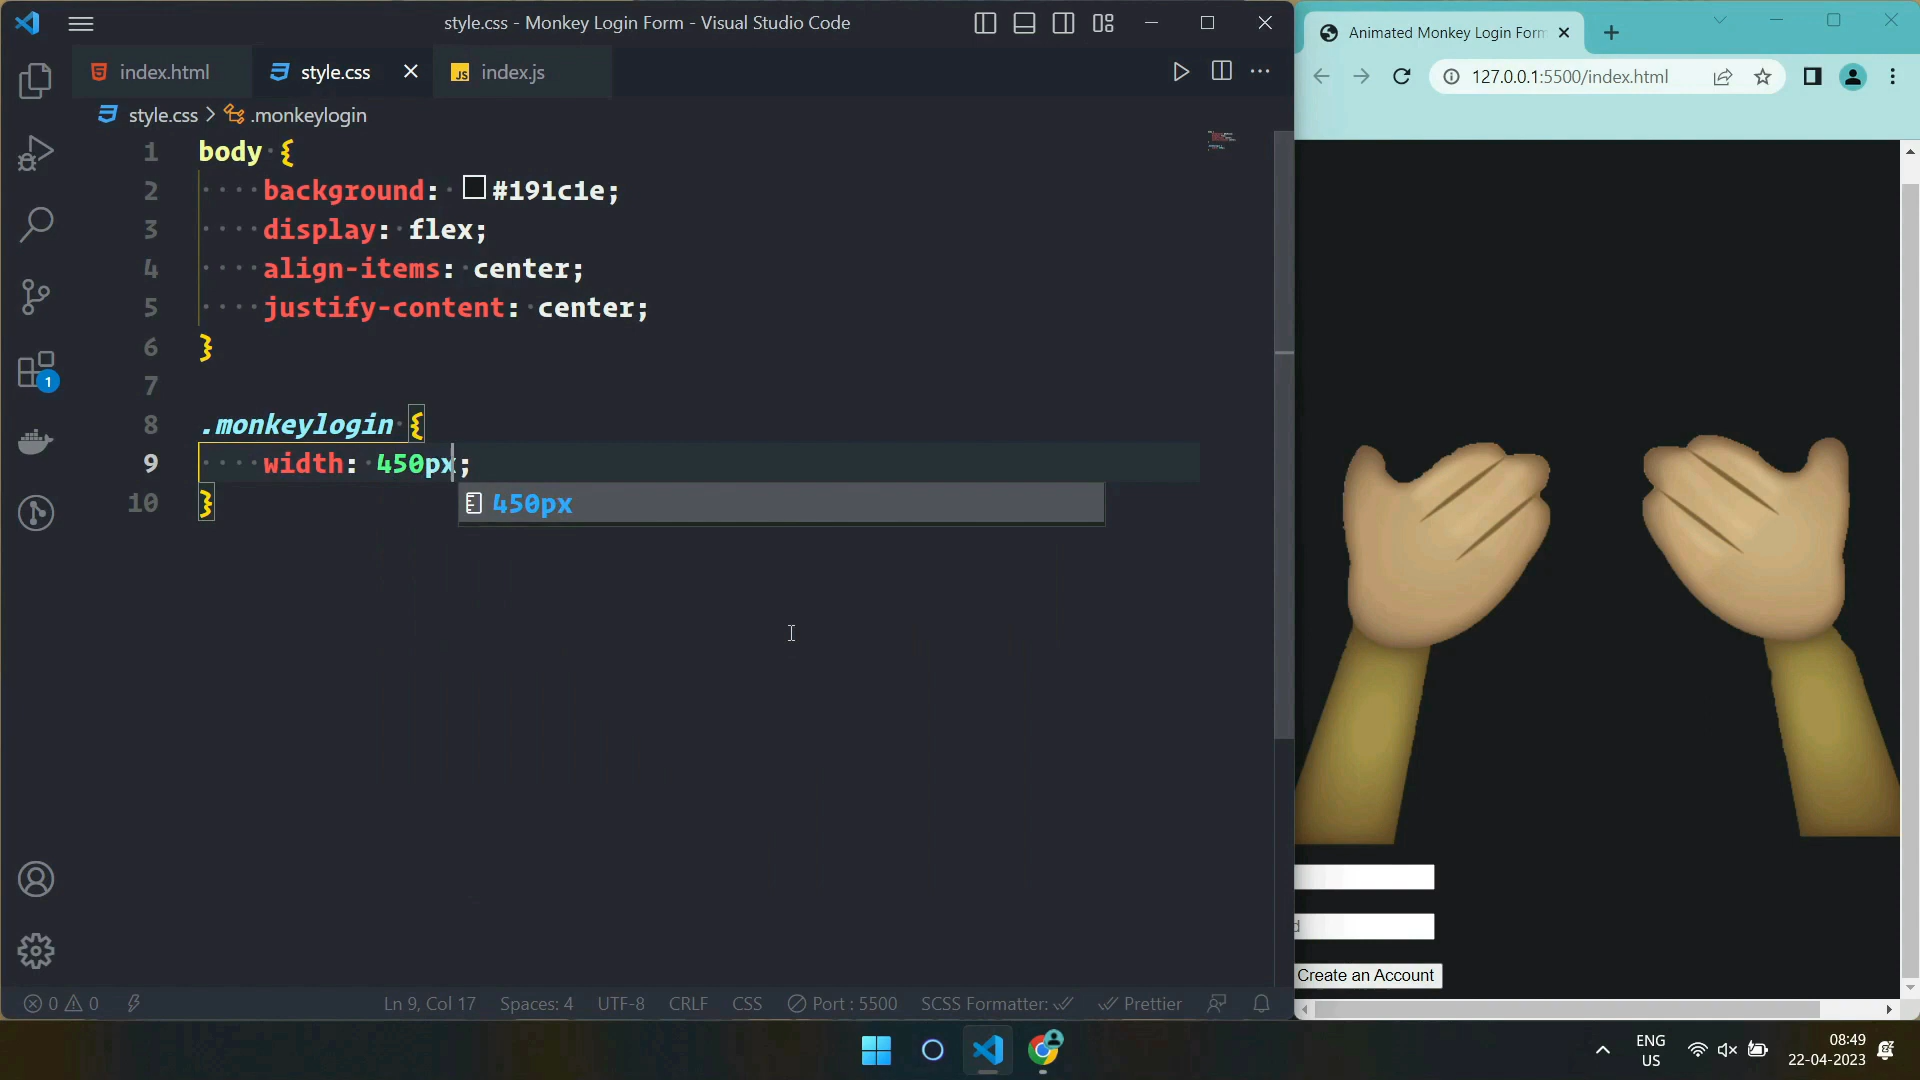 style.css - Monkey Login Form - Visual Studio Code
index.html
style.css
JS index.js
style.css > .monkeylogin
1 body {
2 background: #191c1e;
3 display: flex;
4 align-items: center;
5 justify-content: center;
6 }
7
8 .monkeylogin {
9 width: 450px;
10 }
450px
1
0 0
Ln 9, Col 17
Spaces: 4
UTF-8
CRLF
CSS
Port : 5500
SCSS Formatter:
Prettier
Animated Monkey Login Form
127.0.0.1:5500/index.html
d
Create an Account
ENG
US
08:49
22-04-2023